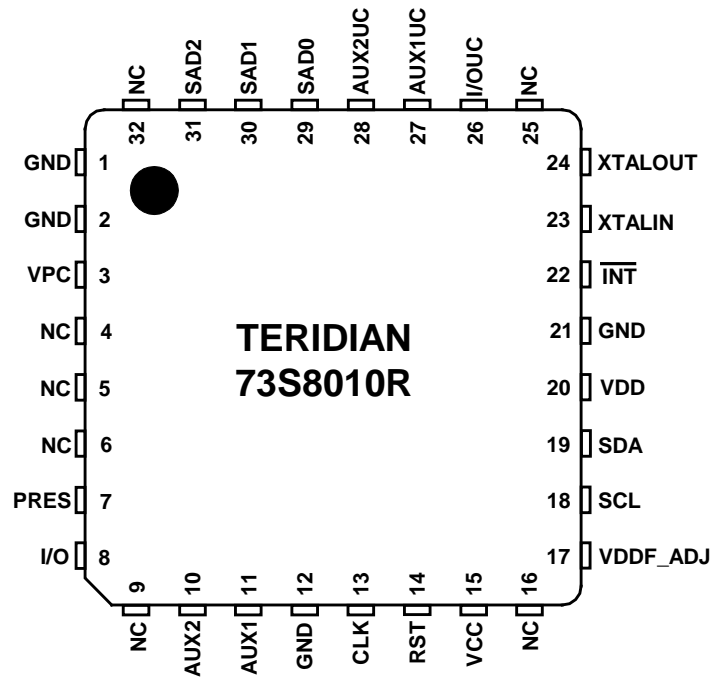 NC
SAD2
SAD1
SAD0
AUX2UC
AUX1UC
I/OUC
NC
32
31
30
29
28
27
26
25
GND 1
GND 2
VPC 3
NC 4
NC 5
NC 6
PRES 7
I/O 8
TERIDIAN
73S8010R
24 XTALOUT
23 XTALIN
22 INT
21 GND
20 VDD
19 SDA
18 SCL
17 VDDF_ADJ
9
10
11
12
13
14
15
16
NC
AUX2
AUX1
GND
CLK
RST
VCC
NC